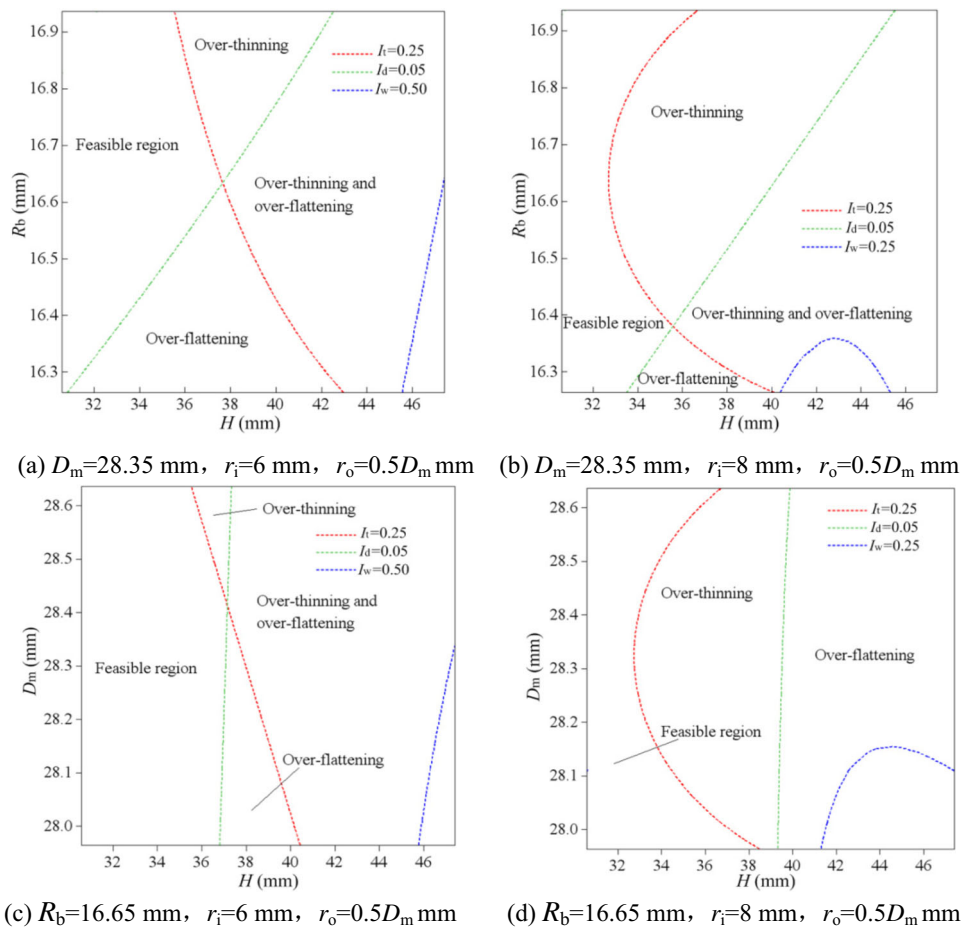 16.9
16.8
16.7
16.6
16.5
16.4
16.3
Rb (mm)
Over-thinning
It=0.25
Id=0.05
Iw=0.50
Feasible region
Over-thinning and
over-flattening
Over-flattening
32 34 36 38 40 42 44 46
H (mm)
(a) Dm=28.35 mm，ri=6 mm，ro=0.5Dm mm
16.9
16.8
16.7
16.6
16.5
16.4
16.3
Rb (mm)
Over-thinning
It=0.25
Id=0.05
Iw=0.25
Over-thinning and over-flattening
Feasible region
Over-flattening
32 34 36 38 40 42 44 46
H (mm)
(b) Dm=28.35 mm，ri=8 mm，ro=0.5Dm mm
28.6
28.5
28.4
28.3
28.2
28.1
28.0
Dm (mm)
Over-thinning
It=0.25
Id=0.05
Iw=0.50
Over-thinning and
over-flattening
Feasible region
Over-flattening
32 34 36 38 40 42 44 46
H (mm)
(c) Rb=16.65 mm，ri=6 mm，ro=0.5Dm mm
28.6
28.5
28.4
28.3
28.2
28.1
28.0
Dm (mm)
It=0.25
Id=0.05
Iw=0.25
Over-thinning
Over-flattening
Feasible region
32 34 36 38 40 42 44 46
H (mm)
(d) Rb=16.65 mm，ri=8 mm，ro=0.5Dm mm